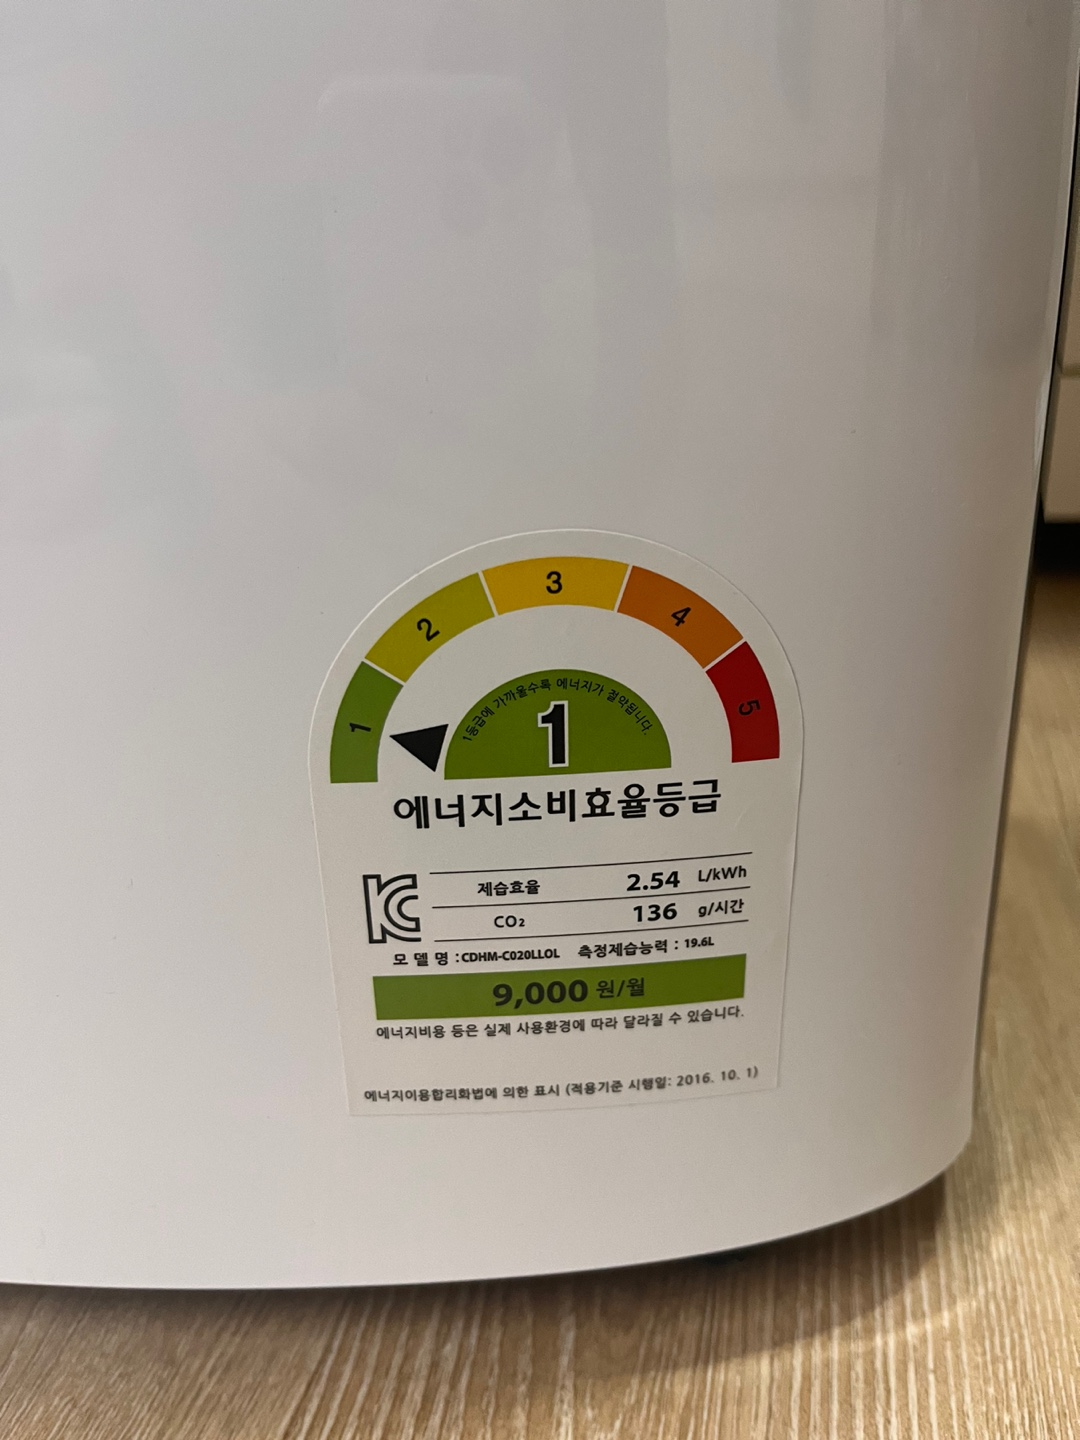 1
2
3
4
5
1등급에 가까울수록 에너지가 절약됩니다.
1
에너지소비효율등급
제습효율 2.54 L/kWh
CO₂ 136 g/시간
모 델 명 : CDHM-C020LLOL 측정제습능력 : 19.6L
9,000 원/월
에너지비용 등은 실제 사용환경에 따라 달라질 수 있습니다.
에너지이용합리화법에 의한 표시 (적용기준 시행일: 2016. 10. 1)